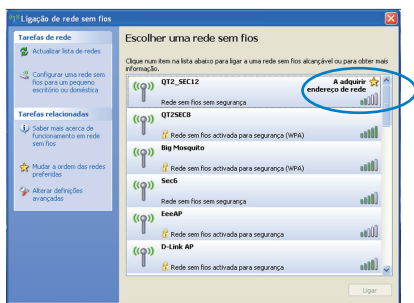 Ligação de rede sem fios
Tarefas de rede
Actualizar lista de redes
Configurar uma rede sem
fios para um pequeno
escritório ou doméstica
Tarefas relacionadas
Saber mais acerca de
funcionamento em rede
sem fios
Mudar a ordem das redes
preferidas
Alterar definições
avançadas
Escolher uma rede sem fios
Clique num item na lista abaixo para ligar a uma rede sem fios alcançável ou para obter mais
informação.
QT2_SEC12
A adquirir
endereço de rede
Rede sem fios sem segurança
QT2SEC8
Rede sem fios activada para segurança (WPA)
Big Mosquito
Rede sem fios activada para segurança (WPA)
Sec6
Rede sem fios sem segurança
EeeAP
Rede sem fios activada para segurança
D-Link AP
Rede sem fios activada para segurança
Ligar